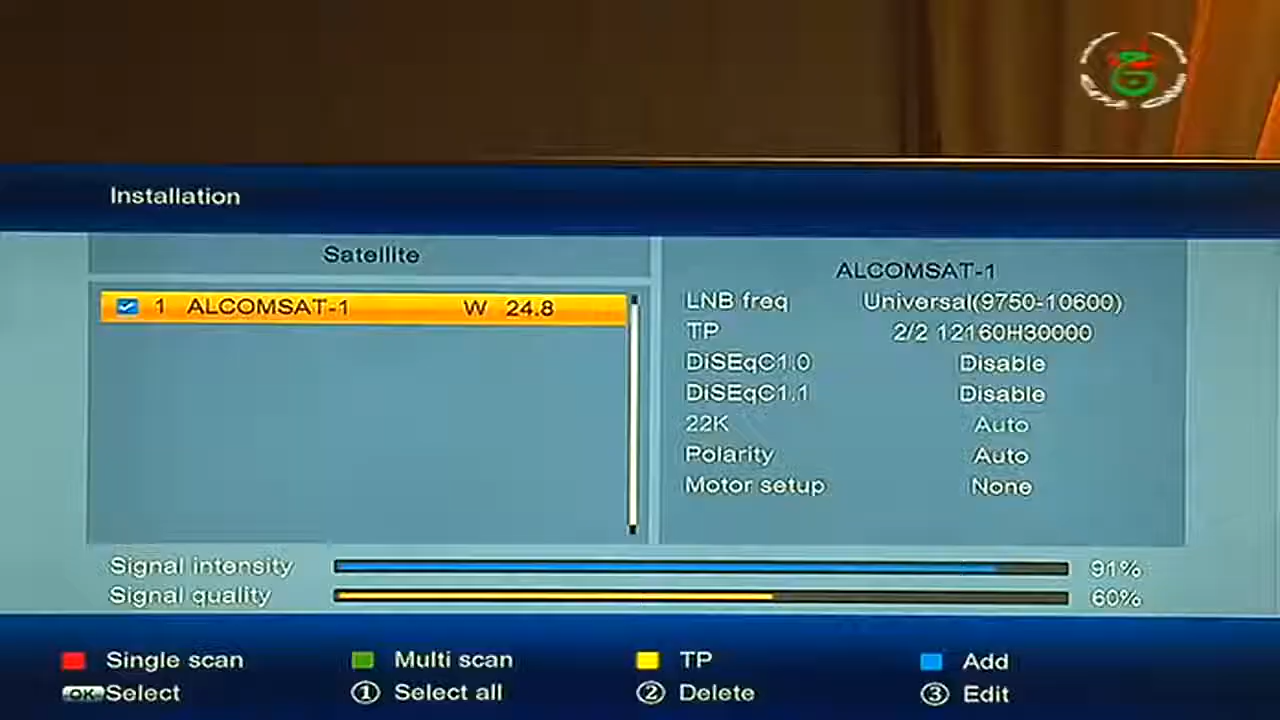 Installation
Satellite
1 ALCOMSAT-1 W 24.8
ALCOMSAT-1
LNB freq Universal(9750-10600)
TP 2/2 12160H30000
DiSEqC1.0 Disable
DiSEqC1.1 Disable
22K Auto
Polarity Auto
Motor setup None
Signal intensity 91%
Signal quality 60%
Single scan Multi scan TP Add
OK Select 1 Select all 2 Delete 3 Edit